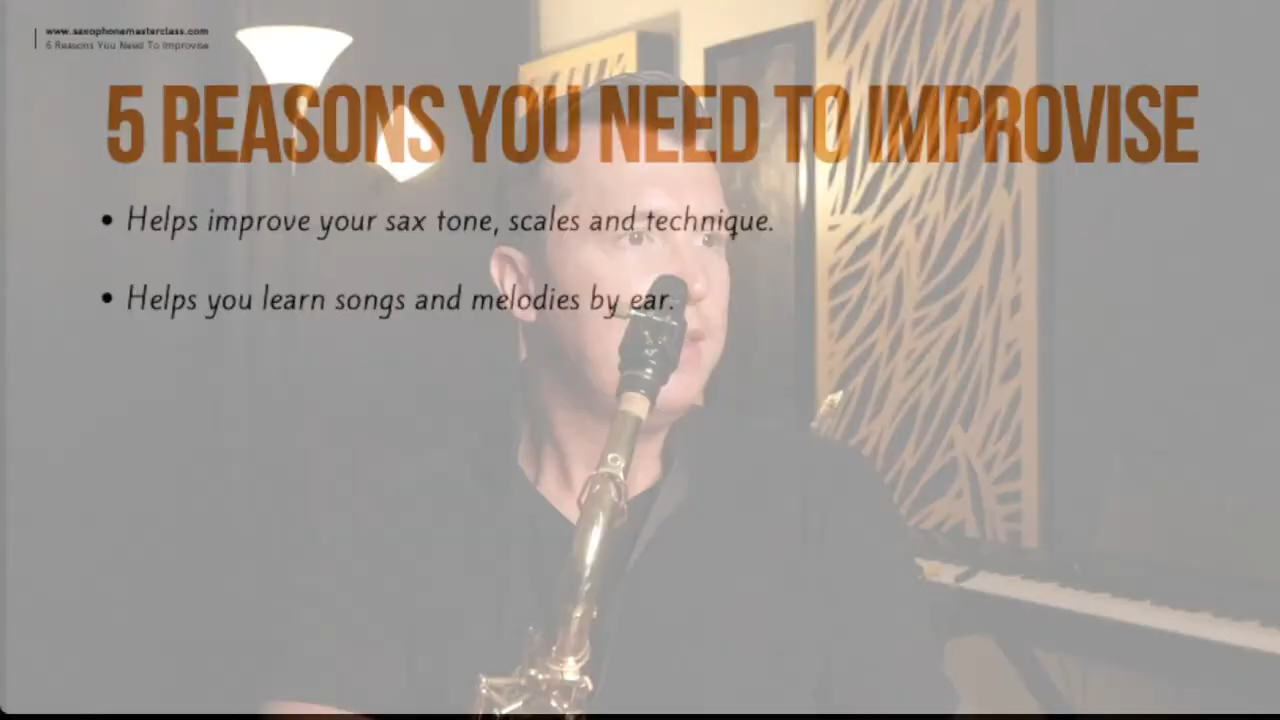 www.saxophonemasterclass.com
5 Reasons You Need To Improvise
5 REASONS YOU NEED TO IMPROVISE
• Helps improve your sax tone, scales and technique.
• Helps you learn songs and melodies by ear.